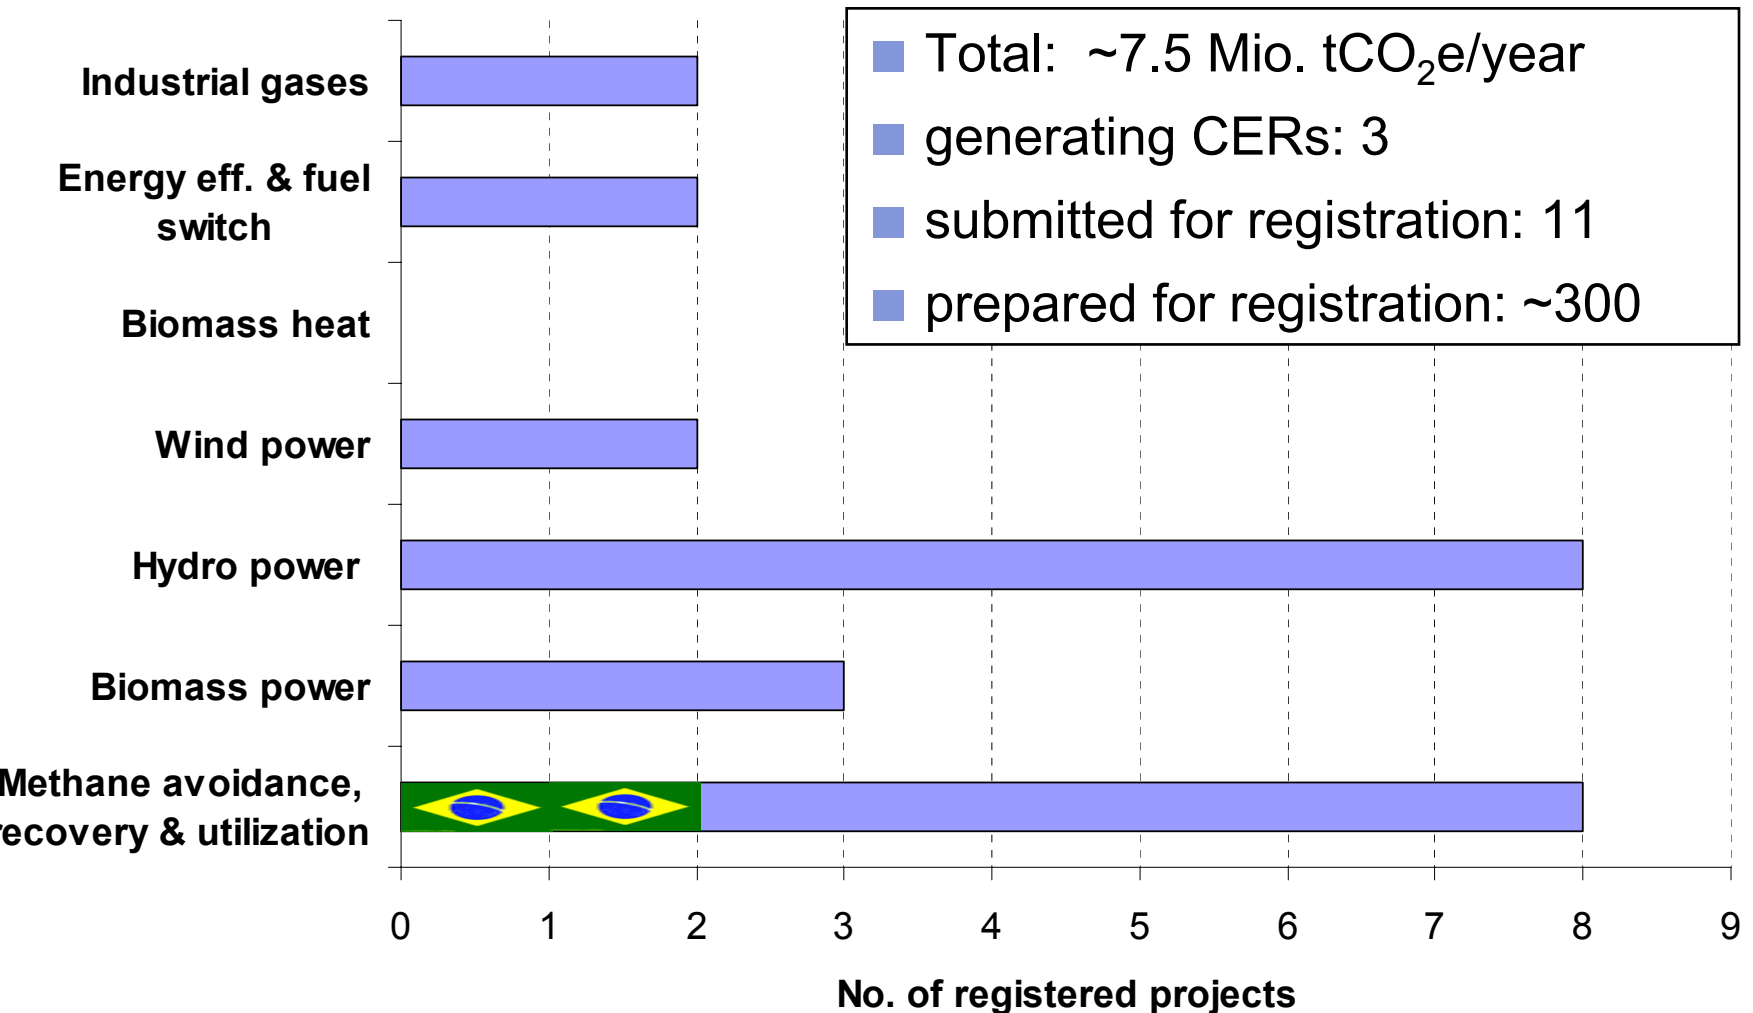 Industrial gases
Energy eff. & fuel
switch
Biomass heat
Wind power
Hydro power
Biomass power
Methane avoidance,
recovery & utilization
Total: ~7.5 Mio. tCO₂e/year
generating CERs: 3
submitted for registration: 11
prepared for registration: ~300
0 1 2 3 4 5 6 7 8 9
No. of registered projects